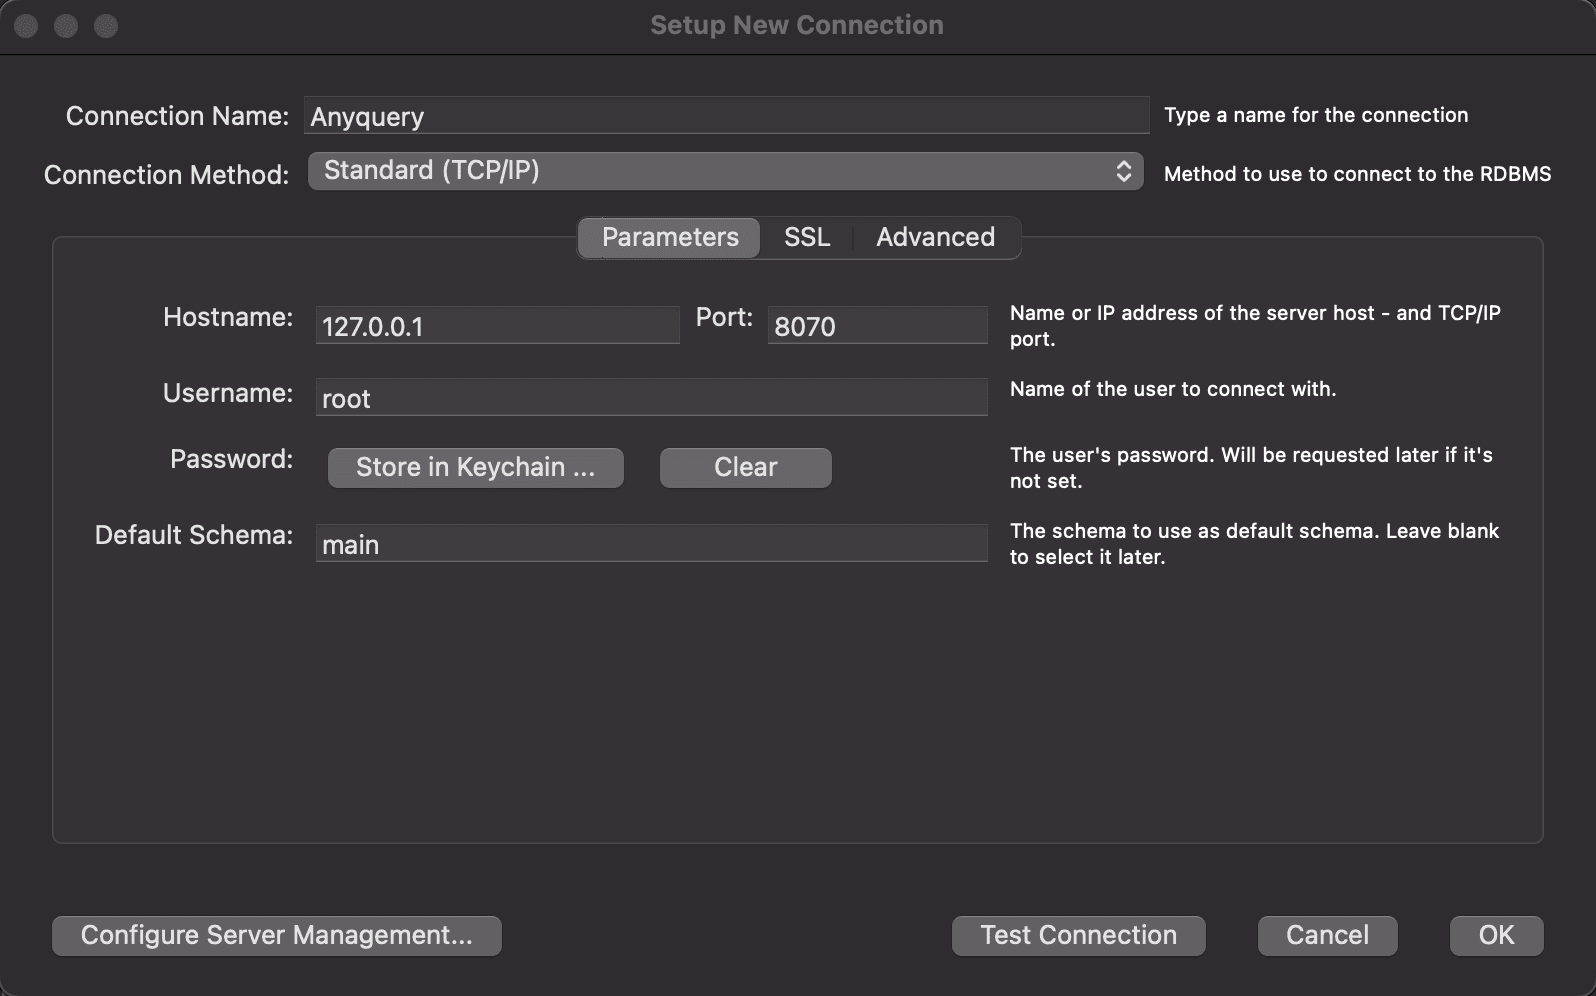 Setup New Connection
Connection Name: Anyquery Type a name for the connection
Connection Method: Standard (TCP/IP) Method to use to connect to the RDBMS
Parameters SSL Advanced
Hostname: 127.0.0.1 Port: 8070 Name or IP address of the server host - and TCP/IP
port.
Username: root Name of the user to connect with.
Password: Store in Keychain ... Clear The user's password. Will be requested later if it's
not set.
Default Schema: main The schema to use as default schema. Leave blank
to select it later.
Configure Server Management... Test Connection Cancel OK